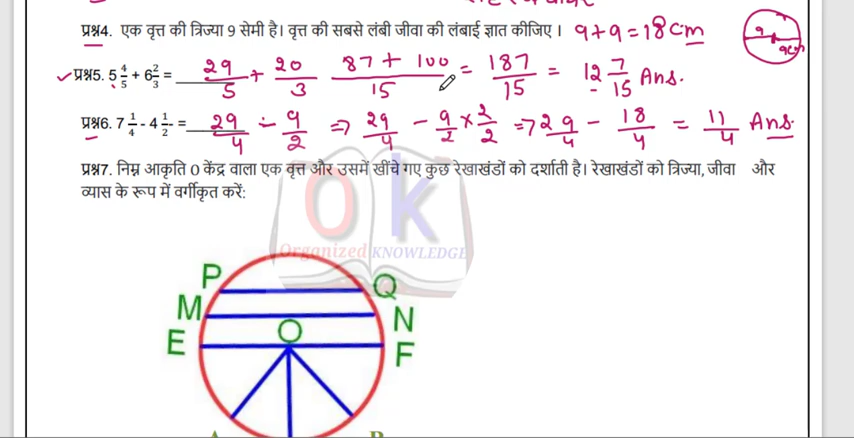 प्रश्न4. एक वृत्त की त्रिज्या 9 सेमी है। वृत्त की सबसे लंबी जीवा की लंबाई ज्ञात कीजिए । 9+9=18cm 9 9cm
प्रश्न5. 5 4/5 + 6 2/3 = 29/5 + 20/3 (87+100)/15 = 187/15 = 12 7/15 Ans.
प्रश्न6. 7 1/4 - 4 1/2 = 29/4 - 9/2 => 29/4 - 9/2 × 2/2 => 29/4 - 18/4 = 11/4 Ans.
प्रश्न7. निम्न आकृति O केंद्र वाला एक वृत्त और उसमें खींचे गए कुछ रेखाखंडों को दर्शाती है। रेखाखंडों को त्रिज्या, जीवा और
व्यास के रूप में वर्गीकृत करें:
Ok
Organized KNOWLEDGE
P Q
M N
O
E F